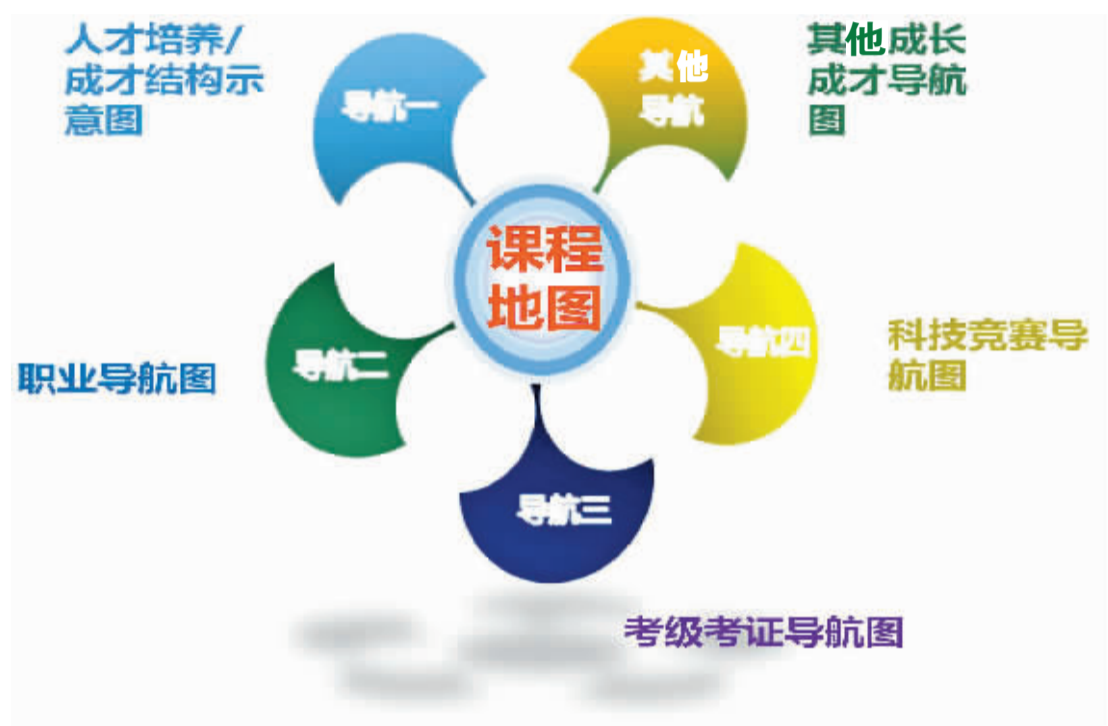 人才培养/
成才结构示
意图
导航一
其他
导航
其他成长
成才导航
图
课程
地图
职业导航图
导航二
导航四
科技竞赛导
航图
导航三
考级考证导航图